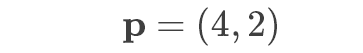 p = (4, 2)